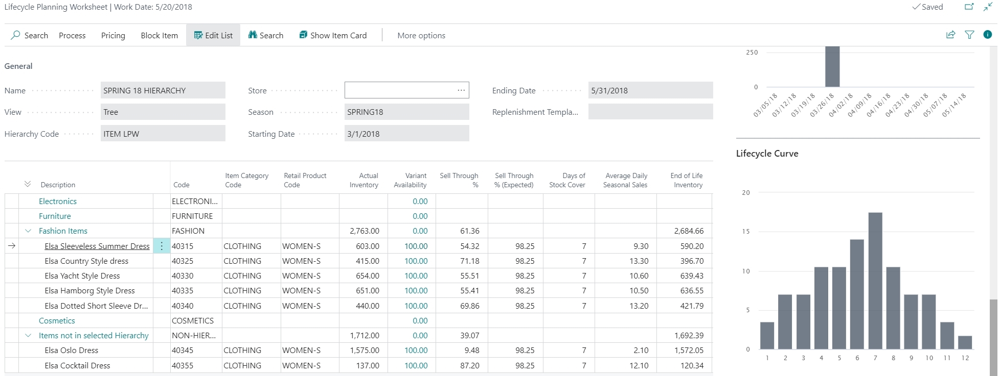 Lifecycle Planning Worksheet | Work Date: 5/20/2018
Saved
Search Process Pricing Block Item Edit List Search Show Item Card More options
General
Name SPRING 18 HIERARCHY Store ... Ending Date 5/31/2018
View Tree Season SPRING18 Replenishment Templa...
Hierarchy Code ITEM LPW Starting Date 3/1/2018
Description Code Item Category Code Retail Product Code Actual Inventory Variant Availability Sell Through % Sell Through % (Expected) Days of Stock Cover Average Daily Seasonal Sales End of Life Inventory
Electronics ELECTRONI... 0.00
Furniture FURNITURE 0.00
Fashion Items FASHION 2,763.00 0.00 61.36 2,684.66
Elsa Sleeveless Summer Dress 40315 CLOTHING WOMEN-S 603.00 100.00 54.32 98.25 7 9.30 590.20
Elsa Country Style dress 40325 CLOTHING WOMEN-S 415.00 100.00 71.18 98.25 7 13.30 396.70
Elsa Yacht Style Dress 40330 CLOTHING WOMEN-S 654.00 100.00 55.51 98.25 7 10.60 639.43
Elsa Hamborg Style Dress 40335 CLOTHING WOMEN-S 651.00 100.00 55.41 98.25 7 10.50 636.55
Elsa Dotted Short Sleeve Dr... 40340 CLOTHING WOMEN-S 440.00 100.00 69.86 98.25 7 13.20 421.79
Cosmetics COSMETICS 0.00
Items not in selected Hierarchy NON-HIER... 1,712.00 0.00 39.07 1,692.39
Elsa Oslo Dress 40345 CLOTHING WOMEN-S 1,575.00 100.00 9.48 98.25 7 2.10 1,572.05
Elsa Cocktail Dress 40355 CLOTHING WOMEN-S 137.00 100.00 87.20 98.25 7 12.10 120.34
250
0
03/05/18 03/12/18 03/19/18 03/26/18 04/02/18 04/09/18 04/16/18 04/23/18 04/30/18 05/07/18 05/14/18
Lifecycle Curve
20
15
10
5
0
1 2 3 4 5 6 7 8 9 10 11 12